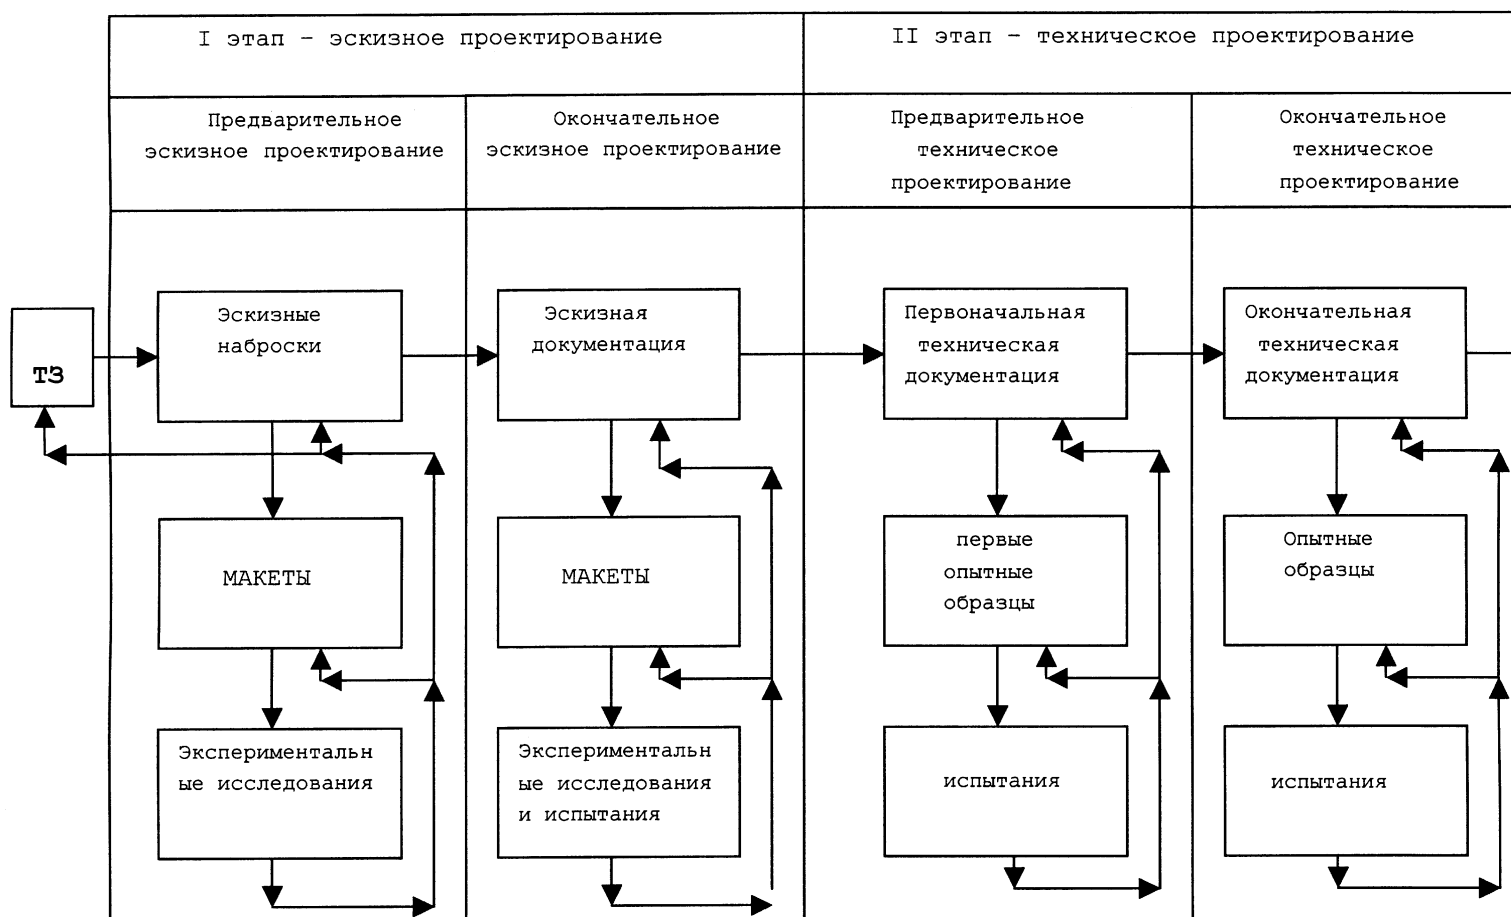 I этап – эскизное проектирование
II этап – техническое проектирование
Предварительное
эскизное проектирование
Окончательное
эскизное проектирование
Предварительное
техническое
проектирование
Окончательное
техническое
проектирование
ТЗ
Эскизные
наброски
Эскизная
документация
Первоначальная
техническая
документация
Окончательная
техническая
документация
МАКЕТЫ
МАКЕТЫ
первые
опытные
образцы
Опытные
образцы
Экспериментальн
ые исследования
Экспериментальн
ые исследования
и испытания
испытания
испытания